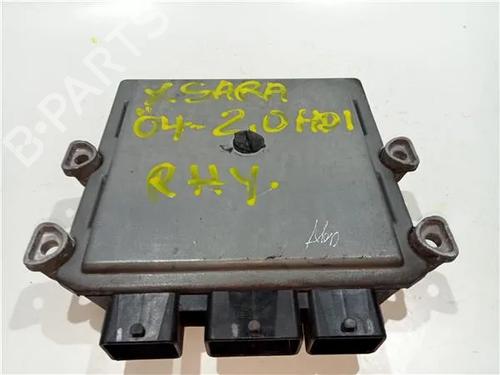 X.SARA
04-2.0HDI
RHY.
B-PARTS